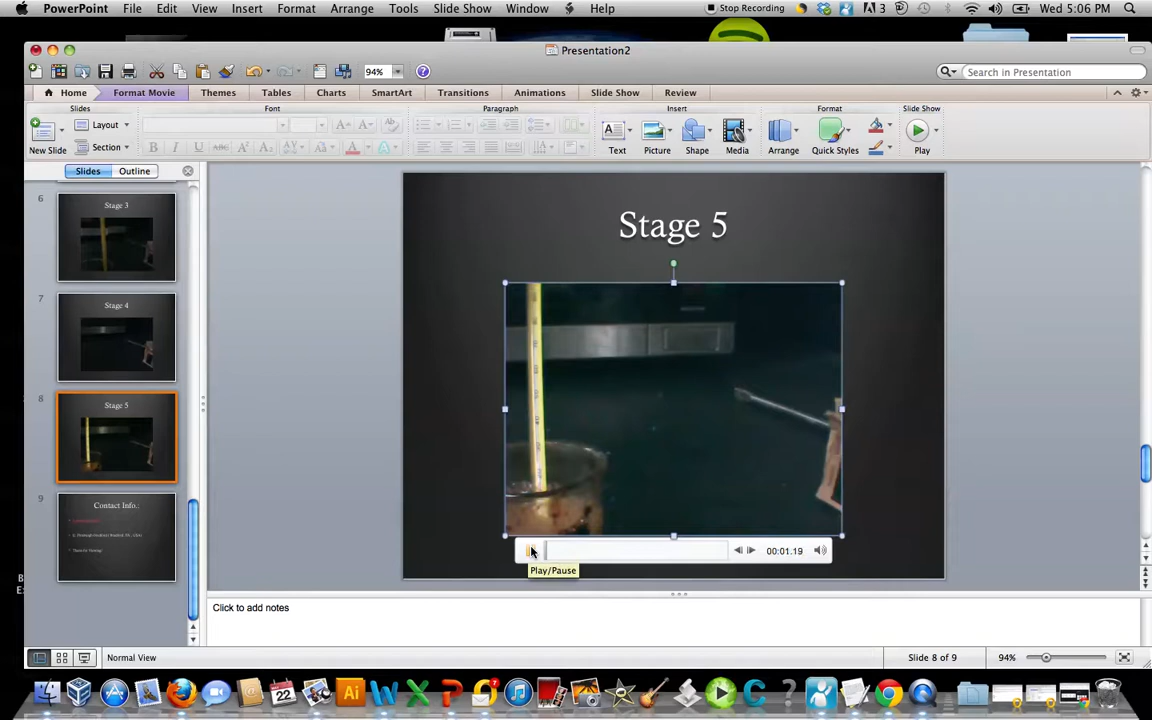 PowerPoint File Edit View Insert Format Arrange Tools Slide Show Window Help Stop Recording 3 Wed 5:06 PM
Presentation2
94% Search in Presentation
Home Format Movie Themes Tables Charts SmartArt Transitions Animations Slide Show Review
Slides Font Paragraph Insert Format Slide Show
Layout
Section
New Slide Text Picture Shape Media Arrange Quick Styles Play
Slides Outline
6
Stage 3
7
Stage 4
8
Stage 5
9
Contact Info.:
Stage 5
00:01.19
Play/Pause
Click to add notes
Normal View Slide 8 of 9 94%